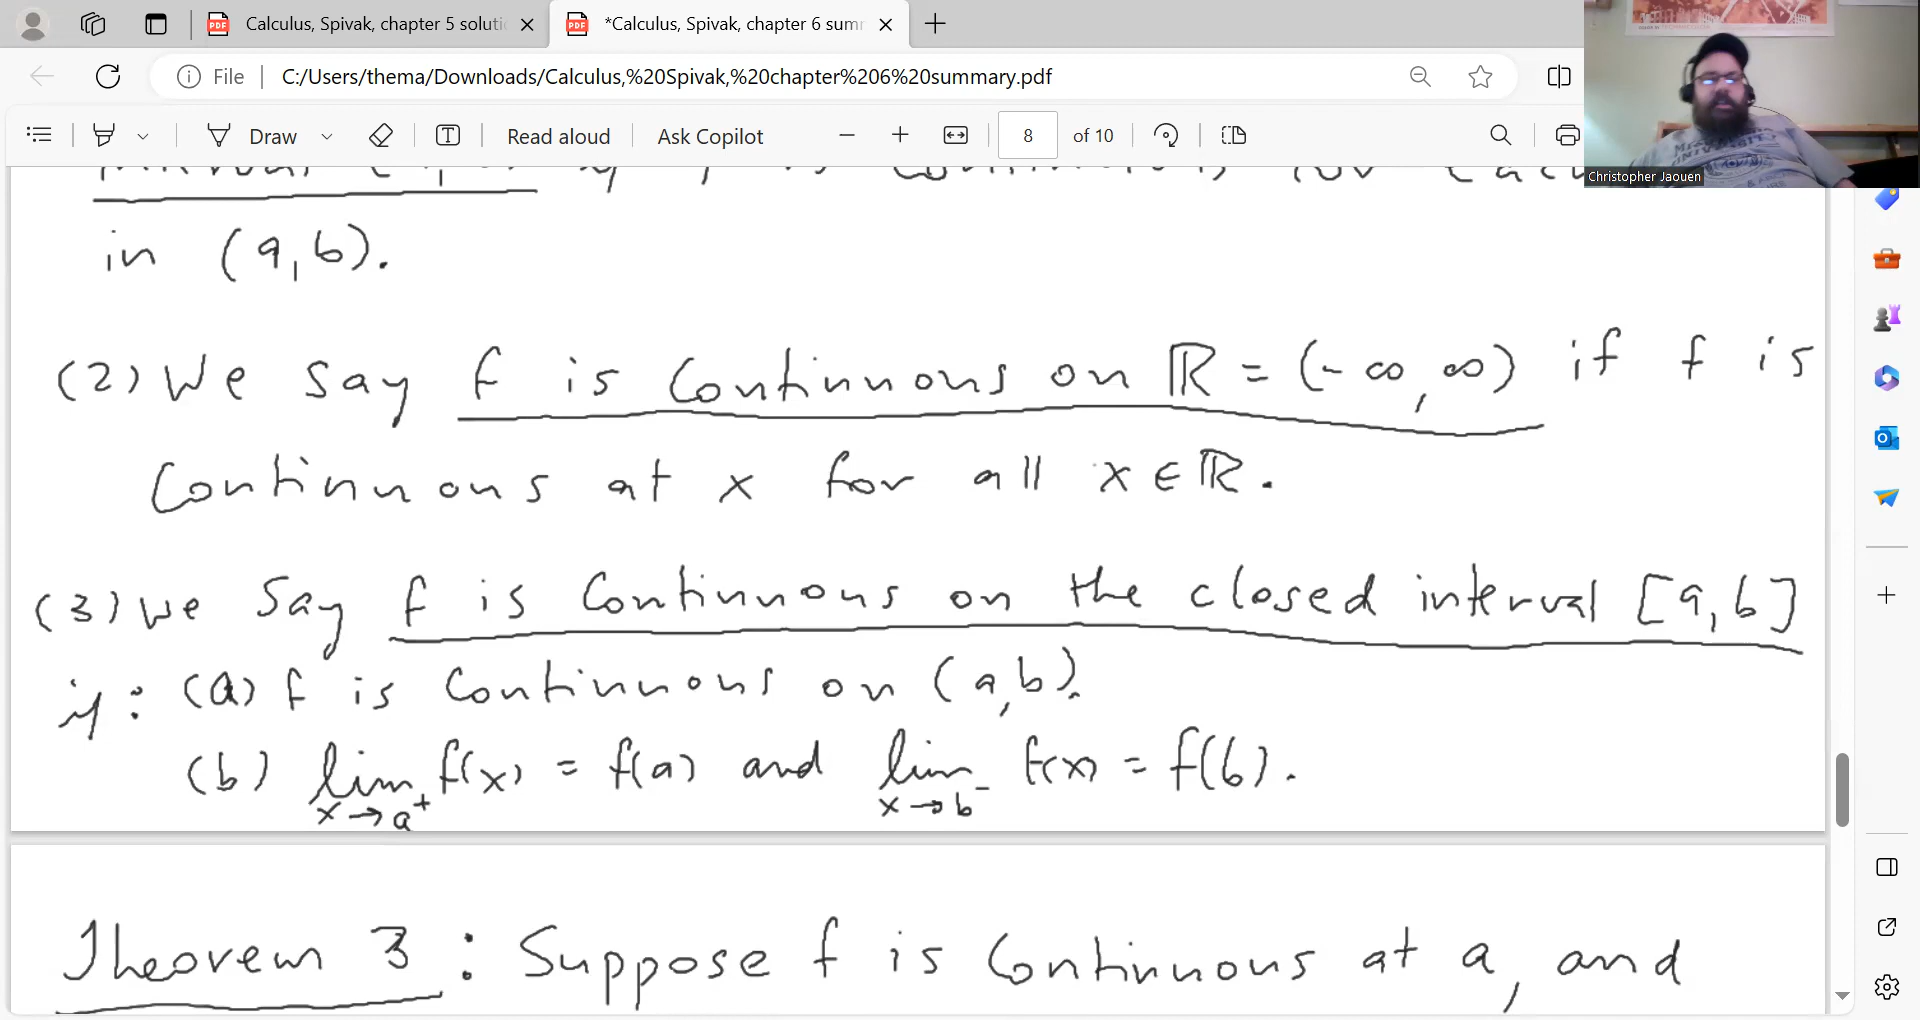 Calculus, Spivak, chapter 5 soluti
*Calculus, Spivak, chapter 6 sum
File
C:/Users/thema/Downloads/Calculus,%20Spivak,%20chapter%206%20summary.pdf
Draw
Read aloud
Ask Copilot
8 of 10
Christopher Jaouen
in (a,b).
(2) We say f is continuous on ℝ = (-∞,∞) if f is
continuous at x for all x ∈ ℝ.
(3) we say f is continuous on the closed interval [a,b]
if: (a) f is continuous on (a,b).
(b) lim f(x) = f(a) and lim f(x) = f(b).
x→a⁺ x→b⁻
Theorem 3: Suppose f is continuous at a, and